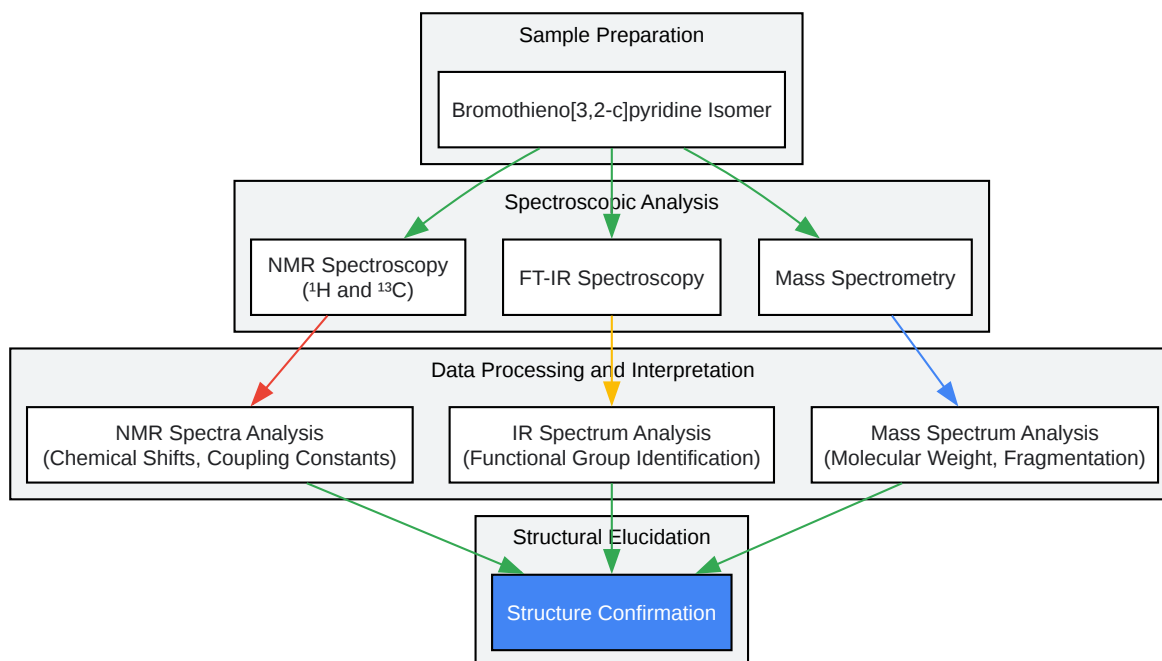 Sample Preparation
Bromothieno[3,2-c]pyridine Isomer
Spectroscopic Analysis
NMR Spectroscopy
(¹H and ¹³C)
FT-IR Spectroscopy
Mass Spectrometry
Data Processing and Interpretation
NMR Spectra Analysis
(Chemical Shifts, Coupling Constants)
IR Spectrum Analysis
(Functional Group Identification)
Mass Spectrum Analysis
(Molecular Weight, Fragmentation)
Structural Elucidation
Structure Confirmation